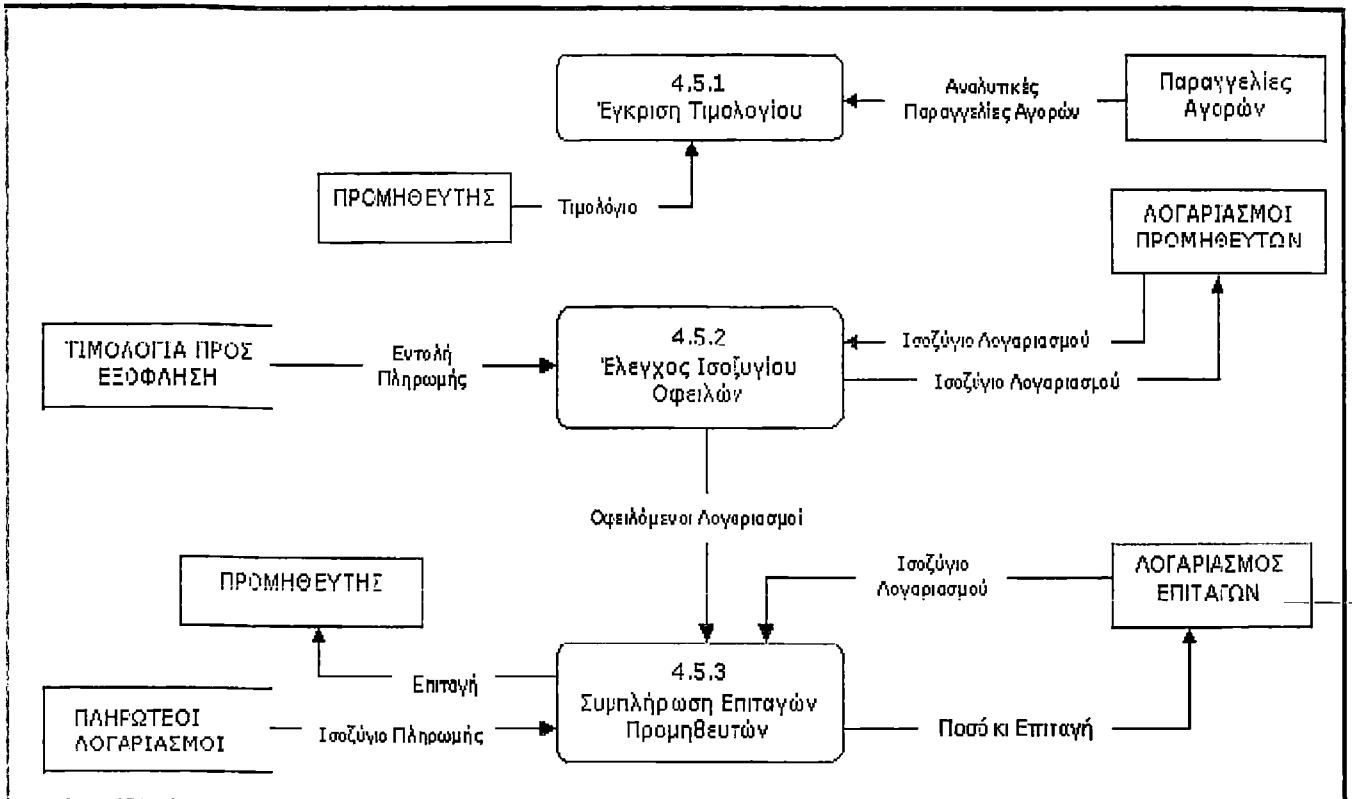 4.5.1
Έγκριση Τιμολογίου
Αναλυτικές
Παραγγελίες Αγορών
Παραγγελίες
Αγορών
ΠΡΟΜΗΘΕΥΤΗΣ
Τιμολόγιο
ΛΟΓΑΡΙΑΣΜΟΙ
ΠΡΟΜΗΘΕΥΤΩΝ
ΤΙΜΟΛΟΓΙΑ ΠΡΟΣ
ΕΞΟΦΛΗΣΗ
Εντολή
Πληρωμής
4.5.2
Έλεγχος Ισοζυγίου
Οφειλών
Ισοζύγιο Λογαριασμού
Ισοζύγιο Λογαριασμού
Οφειλόμενοι Λογαριασμοί
ΠΡΟΜΗΘΕΥΤΗΣ
Ισοζύγιο
Λογαριασμού
ΛΟΓΑΡΙΑΣΜΟΣ
ΕΠΙΤΑΓΩΝ
Επιταγή
4.5.3
Συμπλήρωση Επιταγών
Προμηθευτών
ΠΛΗΡΩΤΕΟΙ
ΛΟΓΑΡΙΑΣΜΟΙ
Ισοζύγιο Πληρωμής
Ποσό κι Επιταγή